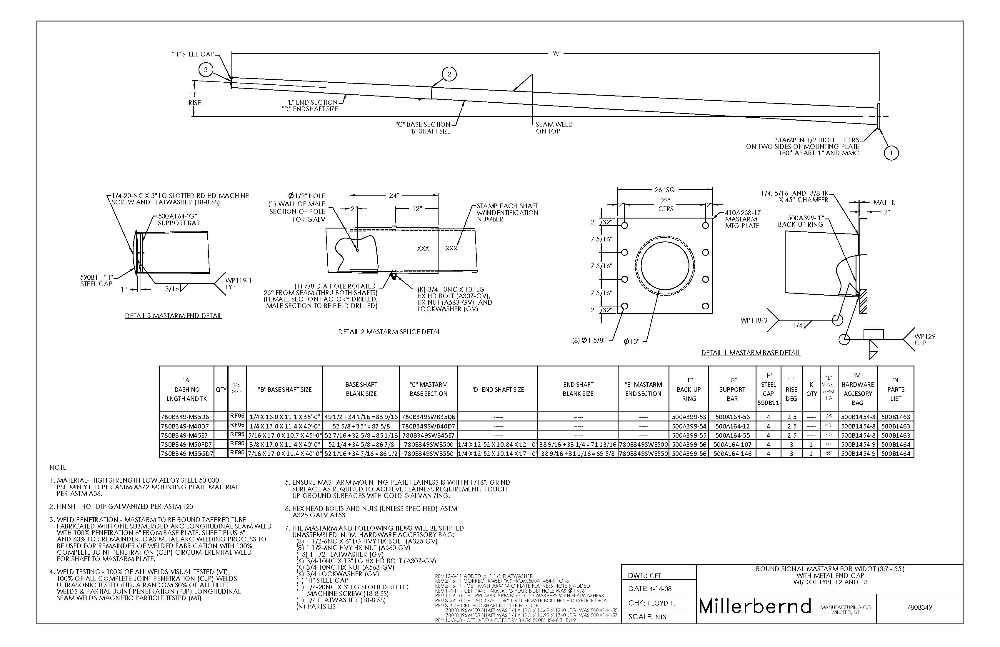 "H" STEEL CAP
"A"
3
2
"J"
RISE
"E" END SECTION
"D" ENDSHAFT SIZE
"C" BASE SECTION
"B" SHAFT SIZE
SEAM WELD
ON TOP
STAMP IN 1/2 HIGH LETTERS
ON TWO SIDES OF MOUNTING PLATE
180° APART "L" AND MMC
1
1/4-20-NC X 3" LG SLOTTED RD HD MACHINE
SCREW AND FLATWASHER (18-8 SS)
500A164-"G"
SUPPORT BAR
590B11-"H"
STEEL CAP
1"
3/16
WP119-1
TYP
DETAIL 3 MASTARM END DETAIL
Ø1/2" HOLE
(1) WALL OF MALE
SECTION OF POLE
FOR GALV
24"
2"
12"
STAMP EACH SHAFT
w/INDENTIFICATION
NUMBER
XXX
XXX
(1) 7/8 DIA HOLE ROTATED
25° FROM SEAM (THRU BOTH SHAFTS)
(FEMALE SECTION FACTORY DRILLED,
MALE SECTION TO BE FIELD DRILLED)
(K) 3/4-10NC X 13" LG
HX HD BOLT (A307-GV),
HX NUT (A563-GV), AND
LOCKWASHER (GV)
DETAIL 2 MASTARM SPLICE DETAIL
26" SQ
2"
22"
CTRS
2"
2 1/32"
7 5/16"
7 5/16"
7 5/16"
2 1/32"
410A258-17
MASTARM
MTG PLATE
(8) Ø1 5/8"
Ø13"
1/4, 5/16, AND 3/8 TK
X 45° CHAMFER
MAT TK
2"
500A399-"F"
BACK-UP RING
WP118-3
1/4
WP129
CJP
DETAIL 1 MASTARM BASE DETAIL
"A" DASH NO LNGTH AND TK QTY POST SIZE "B" BASE SHAFT SIZE BASE SHAFT BLANK SIZE "C" MASTARM BASE SECTION "D" END SHAFT SIZE END SHAFT BLANK SIZE "E" MASTARM END SECTION "F" BACK-UP RING "G" SUPPORT BAR "H" STEEL CAP 590B11- "J" RISE DEG "K" QTY "L" MAST ARM LG "M" HARDWARE ACCESORY BAG "N" PARTS LIST
780B349-M35D6 RF95 1/4 X 16.0 X 11.1 X 35'-0" 49 1/2 + 34 1/16 = 83 9/16 780B349SWB35D6 ----- ----- ----- 500A399-53 500A164-56 4 2.5 ----- 35' 500B1454-8 500B1463
780B349-M40D7 RF95 1/4 X 17.0 X 11.4 X 40'-0" 52 5/8 + 35" = 87 5/8 780B349SWB40D7 ----- ----- ----- 500A399-54 500A164-12 4 2.5 ----- 40' 500B1454-8 500B1463
780B349-M45E7 RF95 5/16 X 17.0 X 10.7 X 45'-0" 52 7/16 + 32 5/8 = 85 1/16 780B349SWB45E7 ----- ----- ----- 500A399-55 500A164-55 4 2.5 ----- 45' 500B1454-8 500B1463
780B349-M50FD7 RF95 3/8 X 17.0 X 11.4 X 40'-0" 52 1/4 + 34 5/8 = 86 7/8 780B349SWB500 1/4 X 12.52 X 10.84 X 12' - 0" 38 9/16 + 33 1/4 = 71 13/16 780B349SWE500 500A399-56 500A164-107 4 3 1 50' 500B1454-9 500B1464
780B349-M55GD7 RF95 7/16 X 17.0 X 11.4 X 40'-0" 52 1/16 + 34 7/16 = 86 1/2 780B349SWB550 1/4 X 12.52 X 10.14 X 17' - 0" 38 9/16 + 31 1/16 = 69 5/8 780B349SWE550 500A399-56 500A164-146 4 3 1 55' 500B1454-9 500B1464
NOTE
1. MATERIAL- HIGH STRENGTH LOW ALLOY STEEL 50,000
PSI MIN YIELD PER ASTM A572 MOUNTING PLATE MATERIAL
PER ASTM A36.
2. FINISH - HOT DIP GALVANIZED PER ASTM 123
3. WELD PENETRATION - MASTARM TO BE ROUND TAPERED TUBE
FABRICATED WITH ONE SUBMERGED ARC LONGITUDINAL SEAM WELD
WITH 100% PENETRATION 6" FROM BASE PLATE, SLIPFIT PLUS 6"
AND 60% FOR REMAINDER. GAS METAL ARC WELDING PROCESS TO
BE USED FOR REMAINDER OF WELDED FABRICATION WITH 100%
COMPLETE JOINT PENETRATION (CJP) CIRCUMFERENTIAL WELD
FOR SHAFT TO MASTARM PLATE.
4. WELD TESTING - 100% OF ALL WELDS VISUAL TESTED (VT),
100% OF ALL COMPLETE JOINT PENETRATION (CJP) WELDS
ULTRASONIC TESTED (UT). A RANDOM 30% OF ALL FILLET
WELDS & PARTIAL JOINT PENETRATION (PJP) LONGITUDINAL
SEAM WELDS MAGNETIC PARTICLE TESTED (MT)
5. ENSURE MAST ARM MOUNTING PLATE FLATNESS IS WITHIN 1/16". GRIND
SURFACE AS REQUIRED TO ACHIEVE FLATNESS REQUIREMENT. TOUCH
UP GROUND SURFACES WITH COLD GALVANIZING.
6. HEX HEAD BOLTS AND NUTS (UNLESS SPECIFIED) ASTM
A325 GALV A153
7. THE MASTARM AND FOLLOWING ITEMS WILL BE SHIPPED
UNASSEMBLED IN "M" HARDWARE ACCESSORY BAG:
(8) 1 1/2-6NC X 6" LG HVY HX BOLT (A325 GV)
(8) 1 1/2-6NC HVY HX NUT (A563 GV)
(16) 1 1/2 FLATWASHER (GV)
(K) 3/4-10NC X 13" LG HX HD BOLT (A307-GV)
(K) 3/4-10NC HX NUT (A563-GV)
(K) 3/4 LOCKWASHER (GV)
(1) "H" STEEL CAP
(1) 1/4-20NC X 3" LG SLOTTED RD HD
MACHINE SCREW (18-8 SS)
(1) 1/4 FLATWASHER (18-8 SS)
(N) PARTS LIST
REV 12-8-11 ADDED (8) 1 1/2 FLATWASHER
REV 2-16-11 CORRECT M45E7 "M" FROM 500A1454-9 TO -8
REV 2-15-11 - CET, MAST ARM MTG PLATE FLATNESS NOTE 5 ADDED
REV 1-7-11 - CET, MAST ARM MTG PLATE BOLT HOLE WAS Ø1 9/6"
REV 11-9-10 CET, RPL MASTARM MTG LOCKWASHERS WITH FLATWASHERS
REV 3-29-10 CET, ADD FACTORY DRILL FEMALE BOLT HOLE TO SPLICE DETAIL
REV 3-3-09 CET, END SHAFT INC SIZE FOR SLIP
780B349SWE50 SHAFT WAS 1/4 X 12.3 X 10.62 X 12'-0", "G" WAS 500A164-55
780B349SWE55 SHAFT WAS 1/4 X 12.3 X 10.92 X 17'-0", "G" WAS 500A164-57
REV 10-3-08 - CET, ADD ACCESORY BAGS 500B1454-8 THRU 9
DWN: CET
DATE: 4-14-08
CHK: FLOYD F.
SCALE: NTS
ROUND SIGNAL MASTARM FOR WIDOT (35' - 55')
WITH METAL END CAP
WI/DOT TYPE 12 AND 13
Millerbernd
MANUFACTURING CO.
WINSTED, MN
780B349